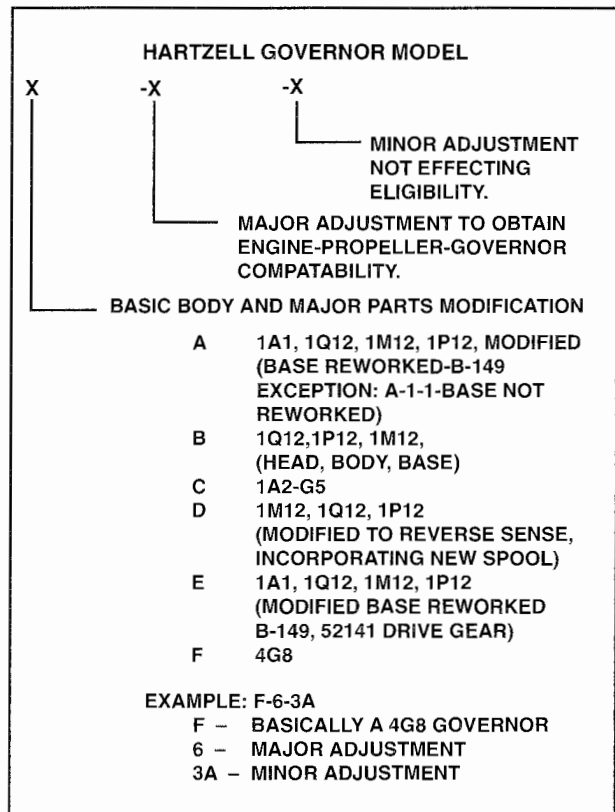 HARTZELL GOVERNOR MODEL
X -X -X
MINOR ADJUSTMENT
NOT EFFECTING
ELIGIBILITY.
MAJOR ADJUSTMENT TO OBTAIN
ENGINE-PROPELLER-GOVERNOR
COMPATABILITY.
BASIC BODY AND MAJOR PARTS MODIFICATION
A 1A1, 1Q12, 1M12, 1P12, MODIFIED
(BASE REWORKED-B-149
EXCEPTION: A-1-1-BASE NOT
REWORKED)
B 1Q12,1P12, 1M12,
(HEAD, BODY, BASE)
C 1A2-G5
D 1M12, 1Q12, 1P12
(MODIFIED TO REVERSE SENSE,
INCORPORATING NEW SPOOL)
E 1A1, 1Q12, 1M12, 1P12
(MODIFIED BASE REWORKED
B-149, 52141 DRIVE GEAR)
F 4G8
EXAMPLE: F-6-3A
F – BASICALLY A 4G8 GOVERNOR
6 – MAJOR ADJUSTMENT
3A – MINOR ADJUSTMENT